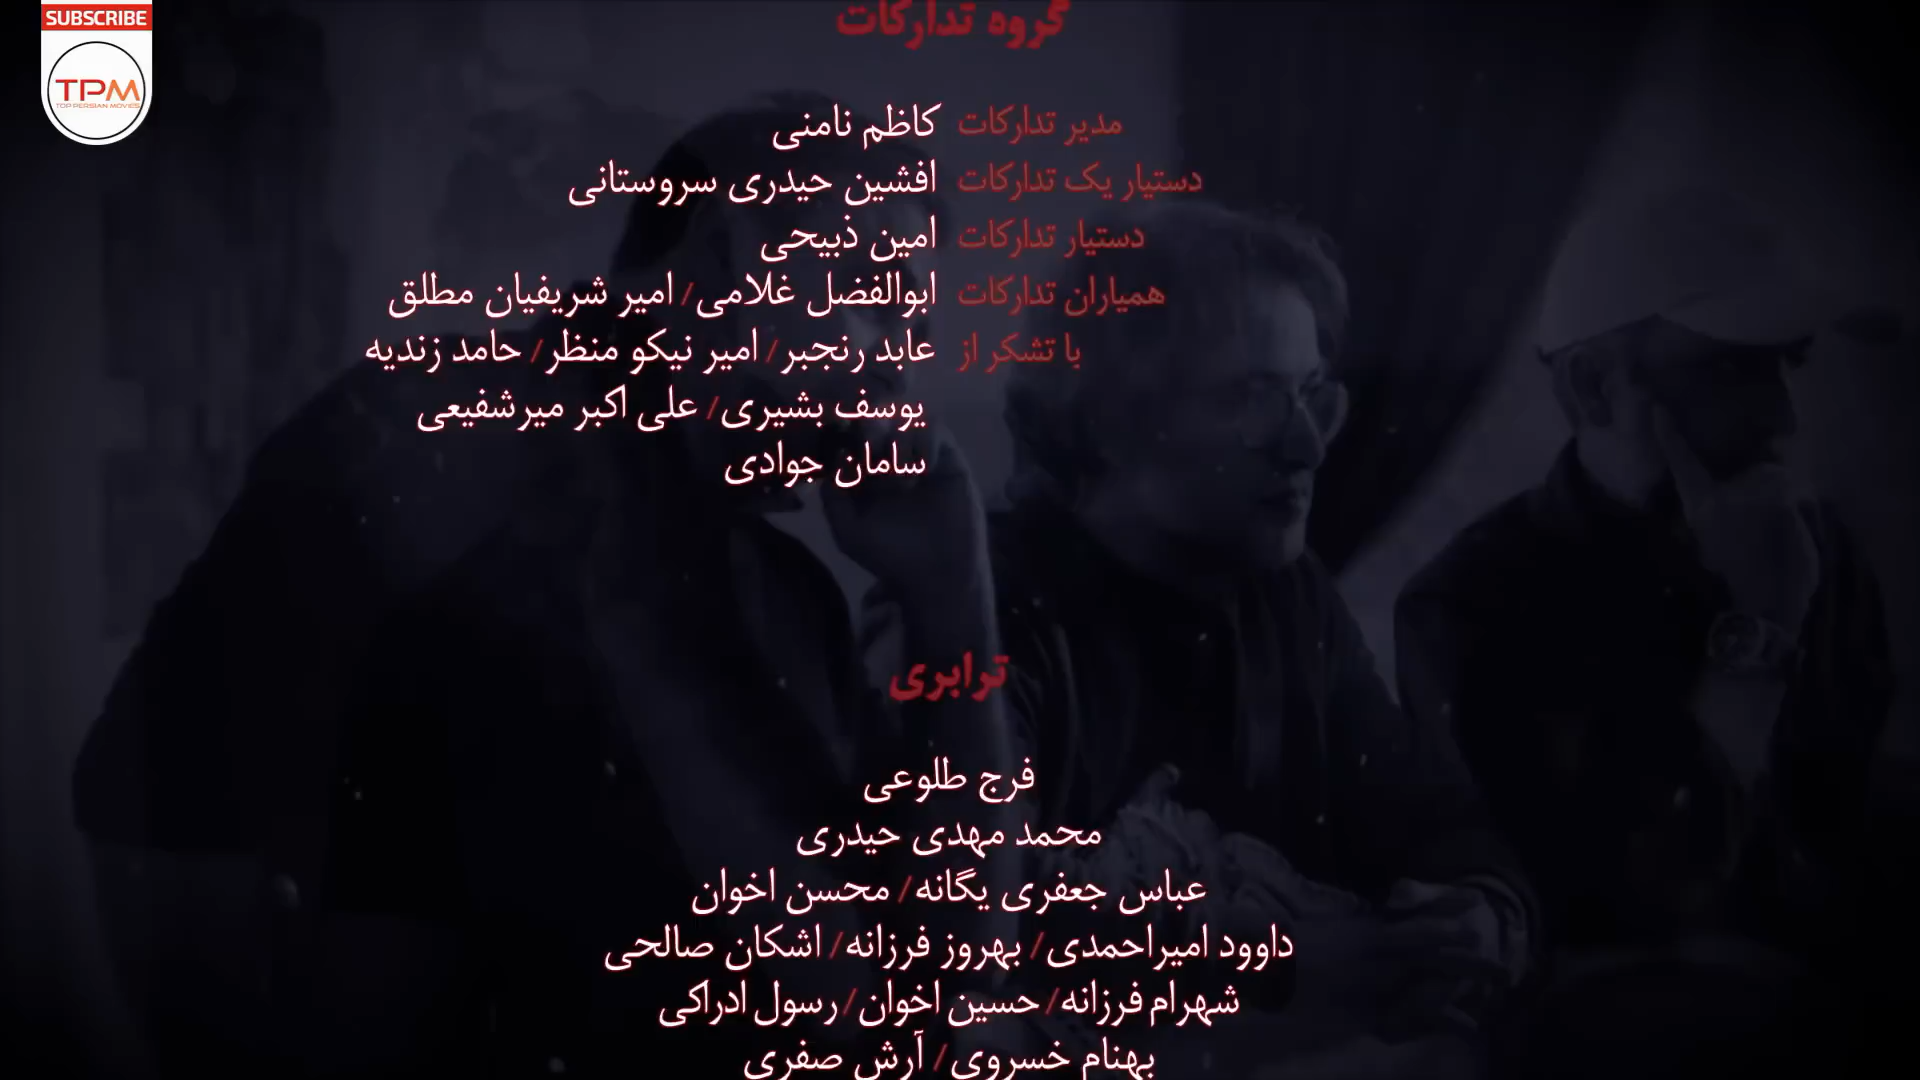 SUBSCRIBE
TPM
TOP PERSIAN MOVIES
گروه تدارکات
مدیر تدارکات کاظم نامنی
دستیار یک تدارکات افشین حیدری سروستانی
دستیار تدارکات امین ذبیحی
همیاران تدارکات ابوالفضل غلامی/ امیر شریفیان مطلق
با تشکر از عابد رنجبر/ امیر نیکو منظر/ حامد زندیه
یوسف بشیری/ علی اکبر میرشفیعی
سامان جوادی
ترابری
فرج طلوعی
محمد مهدی حیدری
عباس جعفری یگانه/ محسن اخوان
داوود امیراحمدی/ بهروز فرزانه/ اشکان صالحی
شهرام فرزانه/ حسین اخوان/ رسول ادراکی
بهنام خسروی/ آرش صفری